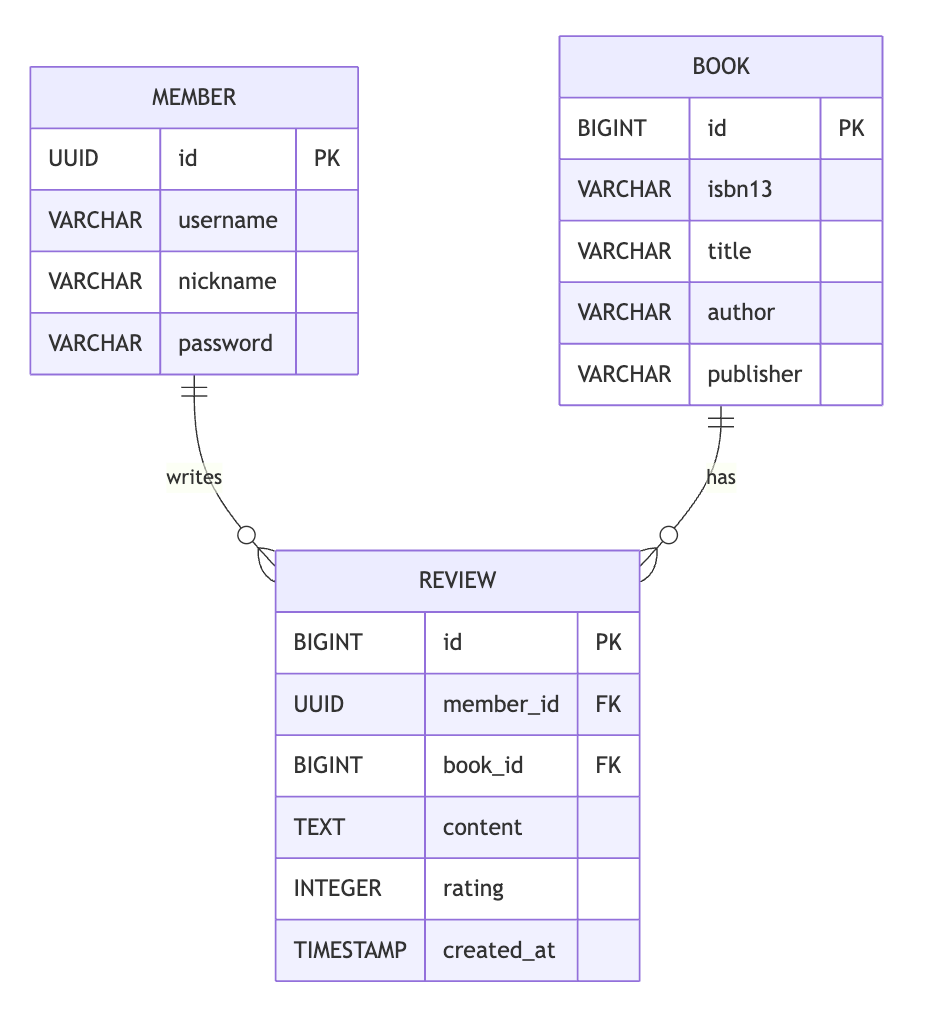 MEMBER
UUID id PK
VARCHAR username
VARCHAR nickname
VARCHAR password
BOOK
BIGINT id PK
VARCHAR isbn13
VARCHAR title
VARCHAR author
VARCHAR publisher
writes
has
REVIEW
BIGINT id PK
UUID member_id FK
BIGINT book_id FK
TEXT content
INTEGER rating
TIMESTAMP created_at